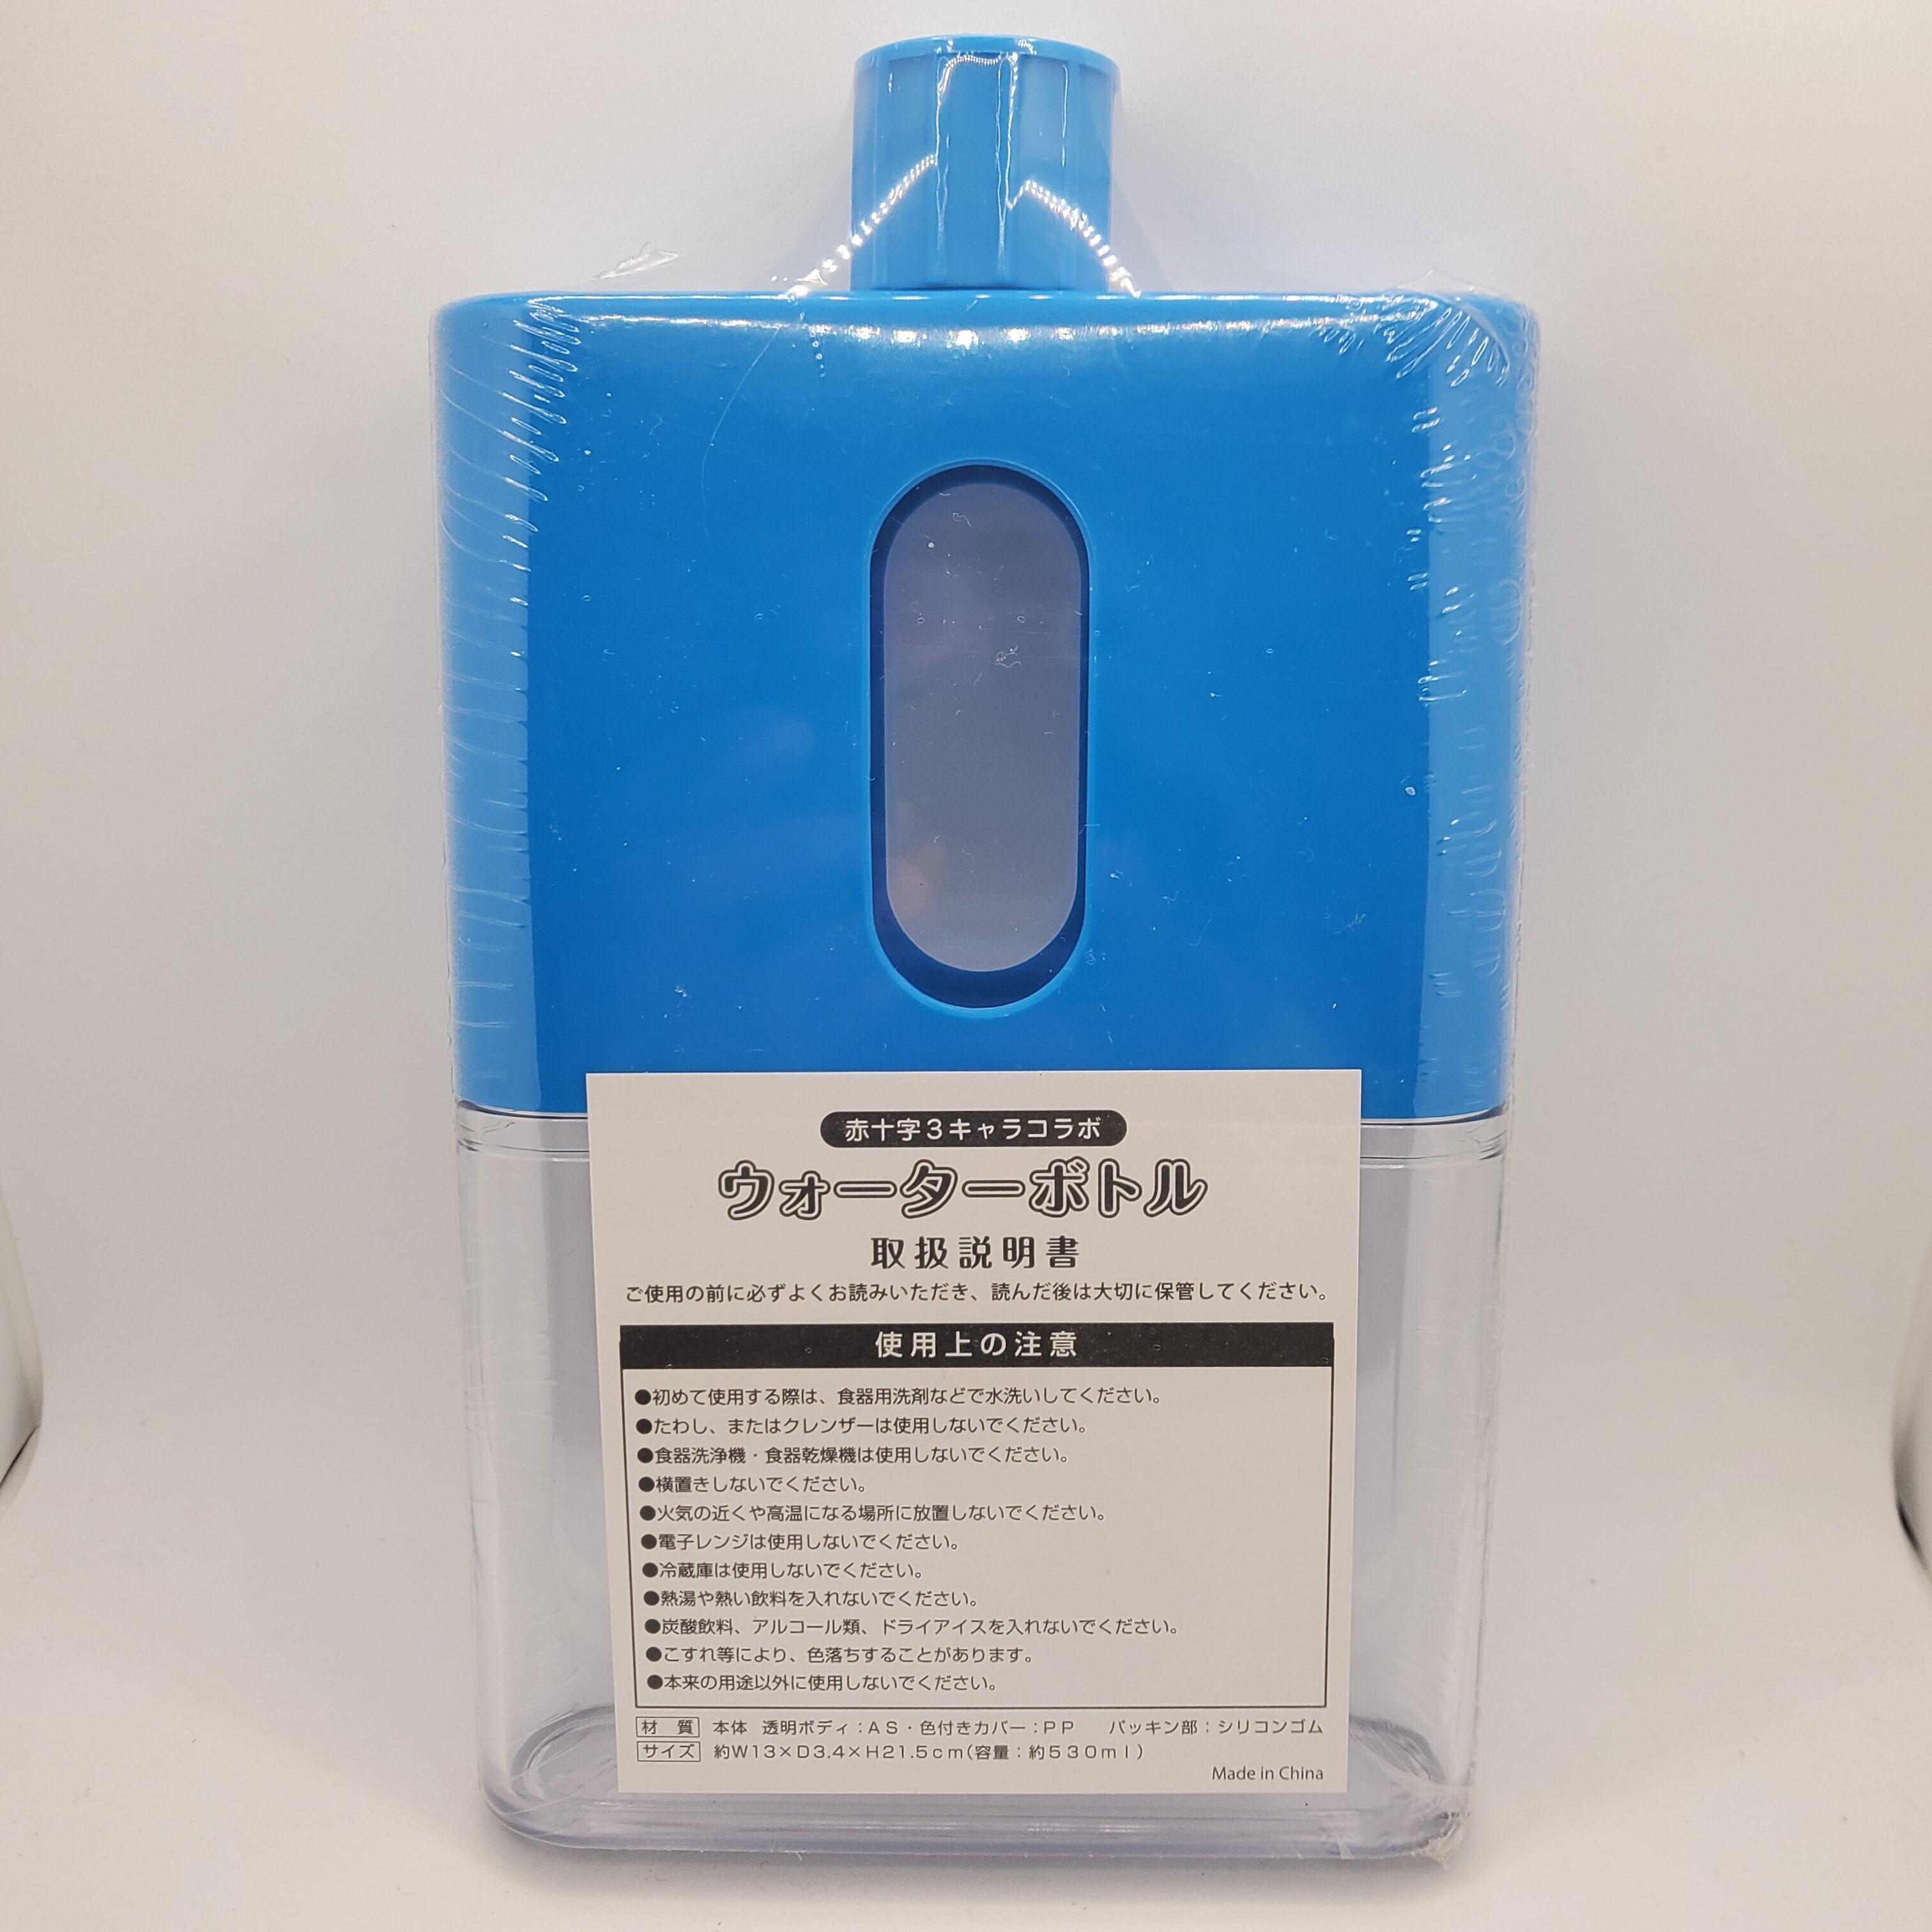 赤十字3キャラコラボ
ウォーターボトル
取扱説明書
ご使用の前に必ずよくお読みいただき、読んだ後は大切に保管してください。
使用上の注意
●初めて使用する際は、食器用洗剤などで水洗いしてください。
●たわし、またはクレンザーは使用しないでください。
●食器洗浄機・食器乾燥機は使用しないでください。
●横置きしないでください。
●火気の近くや高温になる場所に放置しないでください。
●電子レンジは使用しないでください。
●冷蔵庫は使用しないでください。
●熱湯や熱い飲料を入れないでください。
●炭酸飲料、アルコール類、ドライアイスを入れないでください。
●こすれ等により、色落ちすることがあります。
●本来の用途以外に使用しないでください。
材 質 本体 透明ボディ：AS・色付きカバー：PP パッキン部：シリコンゴム
サイズ 約W13×D3.4×H21.5cm(容量：約530ml)
Made in China